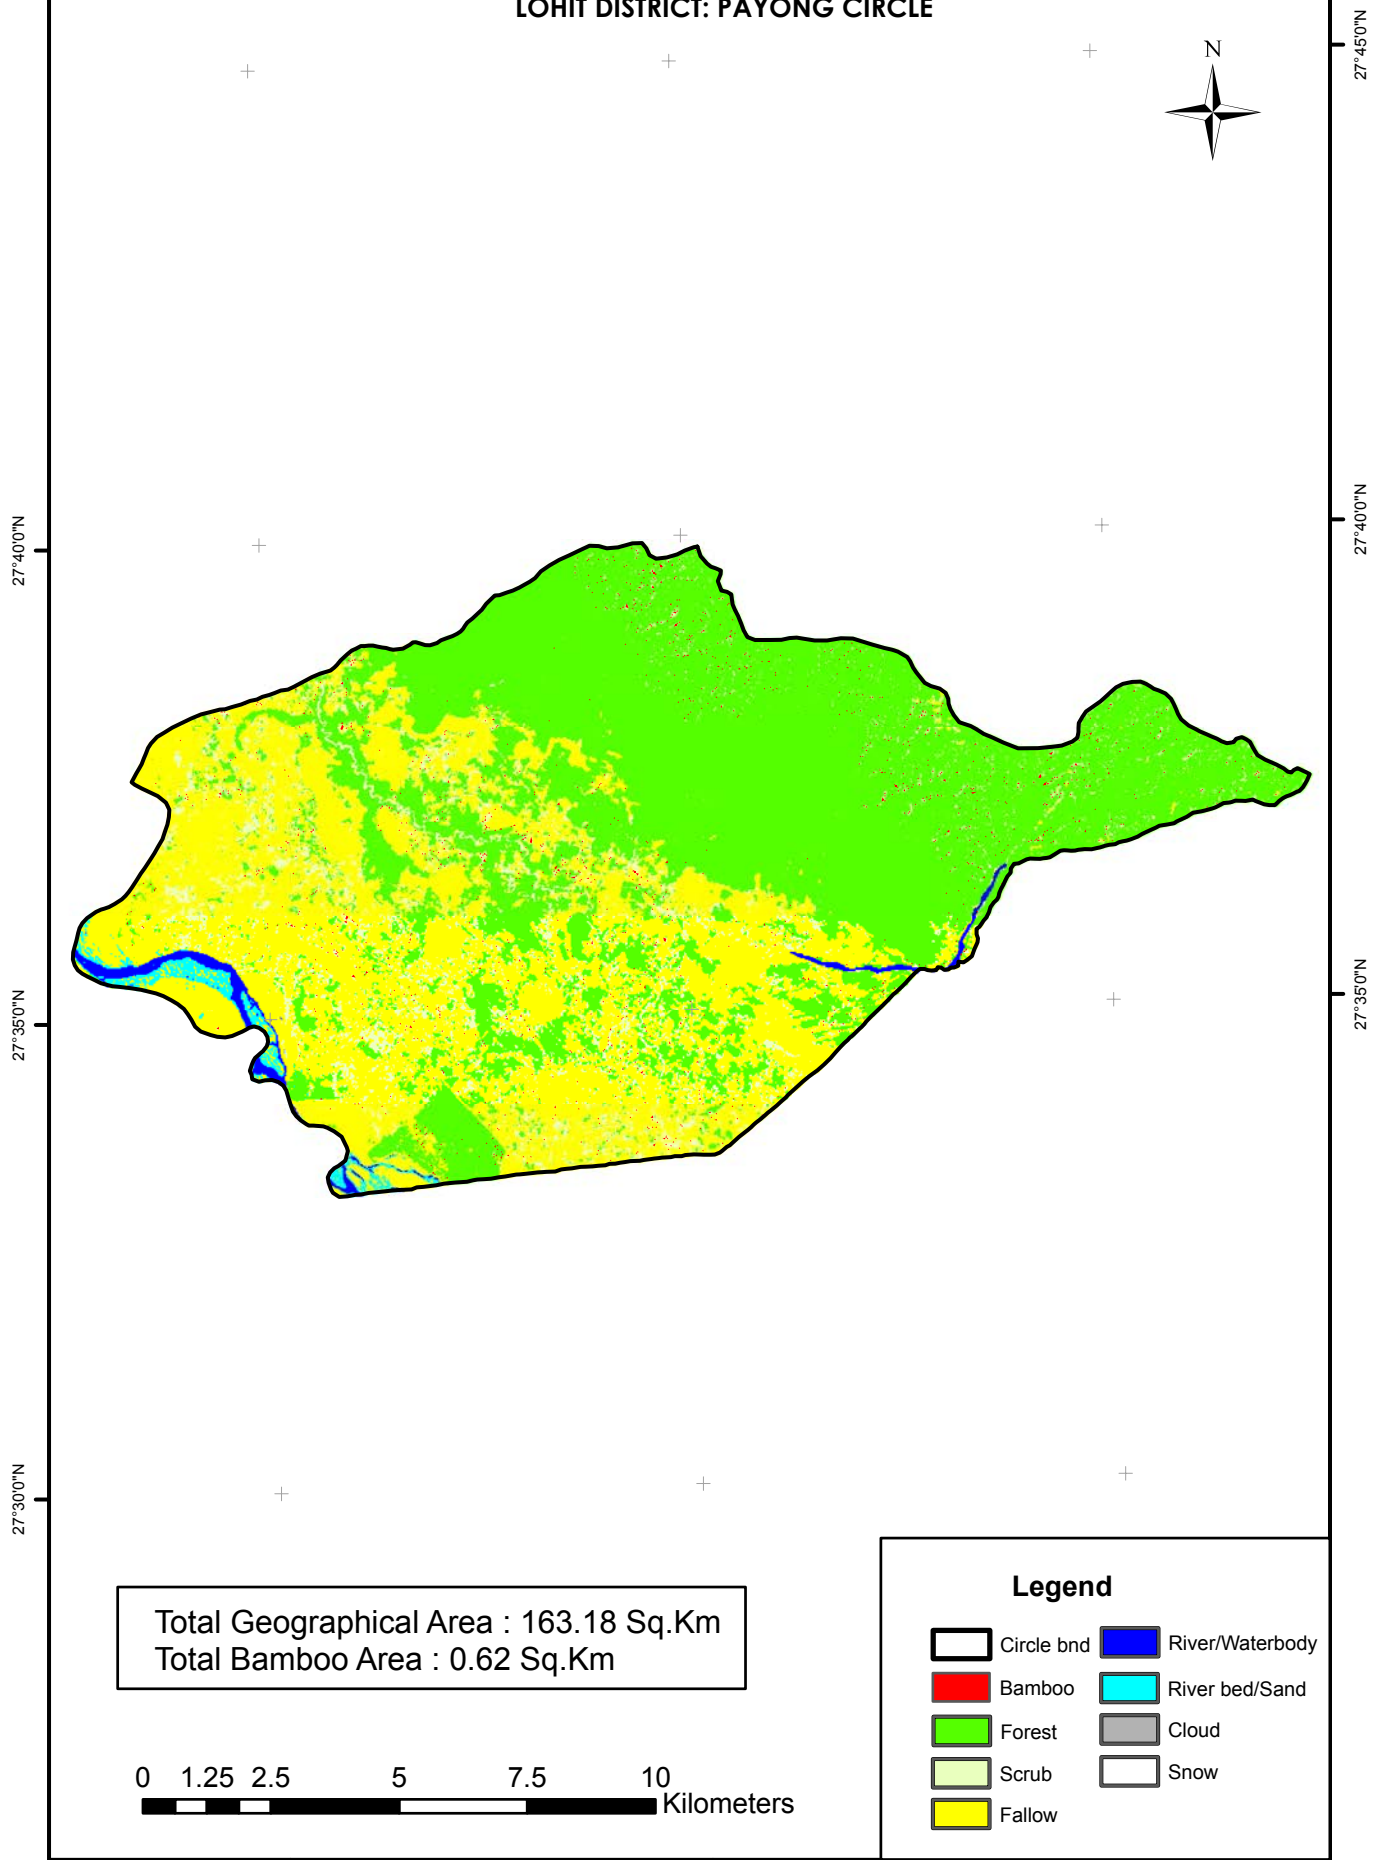 LOHIT DISTRICT: PAYONG CIRCLE
27°45'0"N
N
27°40'0"N
27°40'0"N
27°35'0"N
27°35'0"N
27°30'0"N
Total Geographical Area : 163.18 Sq.Km
Total Bamboo Area : 0.62 Sq.Km
0 1.25 2.5 5 7.5 10
Kilometers
Legend
Circle bnd
Bamboo
Forest
Scrub
Fallow
River/Waterbody
River bed/Sand
Cloud
Snow